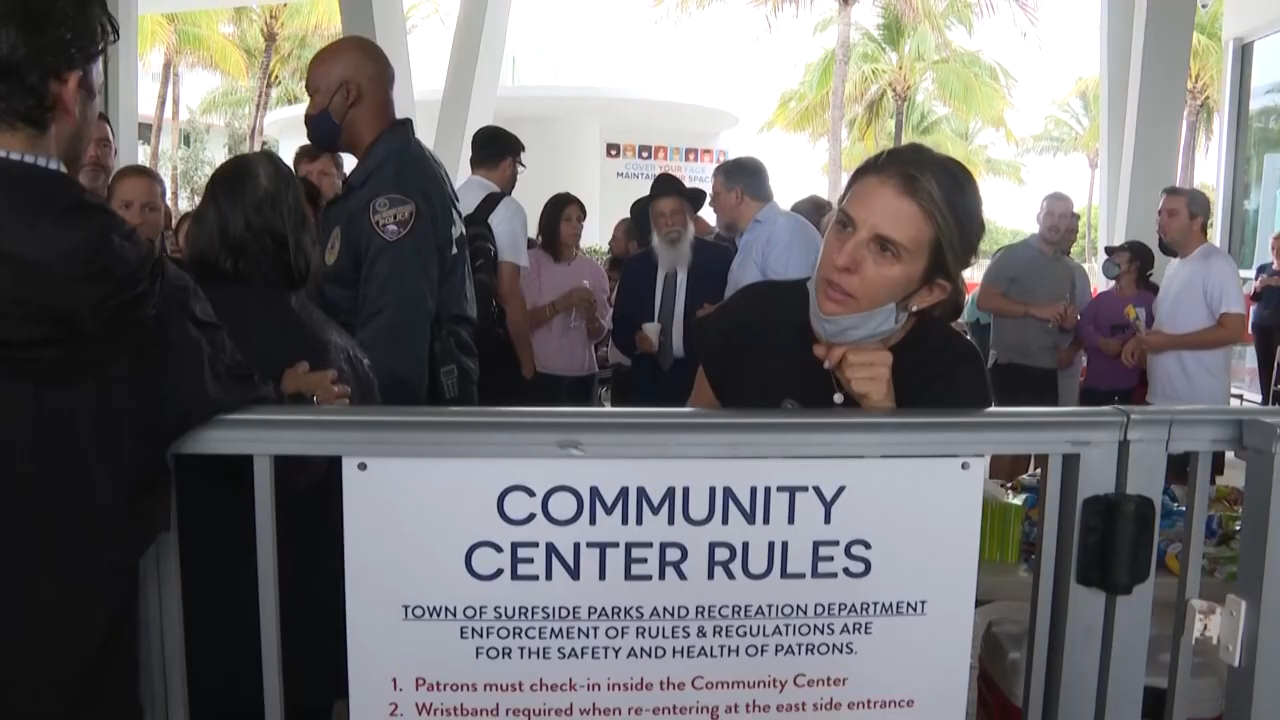 COVER YOUR FACE
MAINTAIN YOUR SPACE
POLICE
COMMUNITY
CENTER RULES
TOWN OF SURFSIDE PARKS AND RECREATION DEPARTMENT
ENFORCEMENT OF RULES & REGULATIONS ARE
FOR THE SAFETY AND HEALTH OF PATRONS.
1. Patrons must check-in inside the Community Center
2. Wristband required when re-entering at the east side entrance